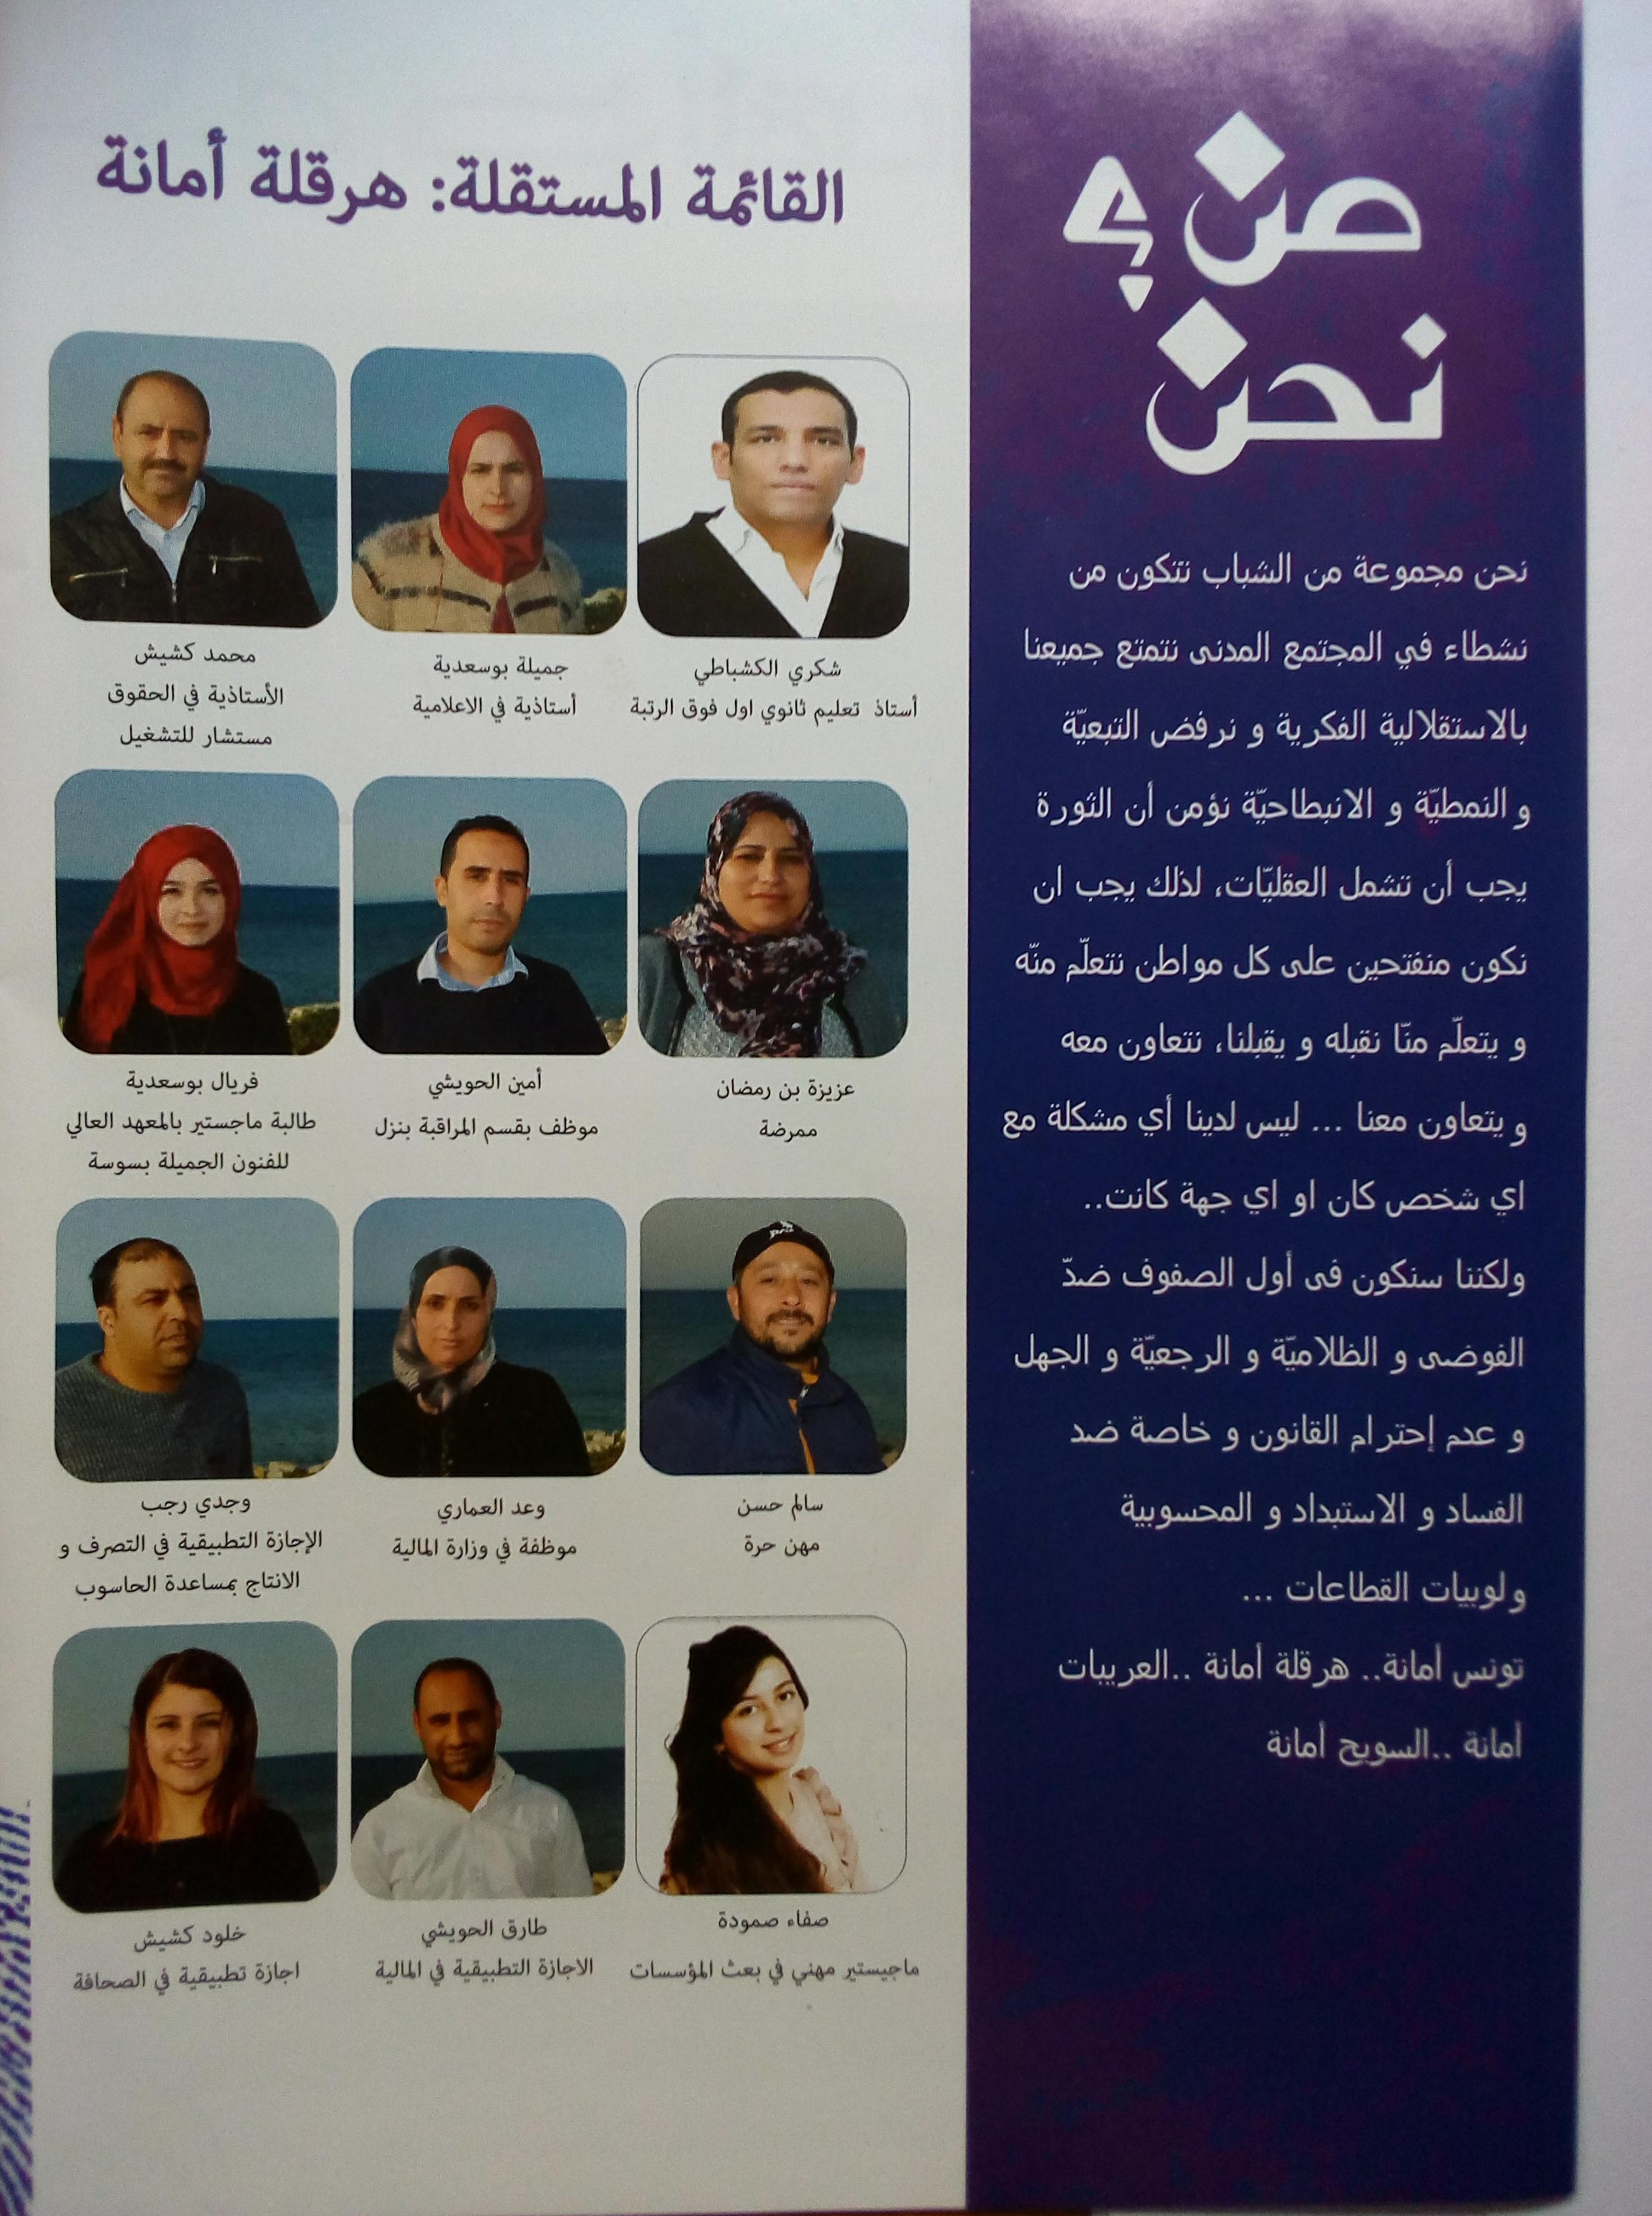 من
نحن؟
نحن مجموعة من الشباب نتكون من
نشطاء في المجتمع المدنى نتمتع جميعنا
بالاستقلالية الفكرية و نرفض التبعيّة
و النمطيّة و الانبطاحيّة نؤمن أن الثورة
يجب أن تشمل العقليّات، لذلك يجب ان
نكون منفتحين على كل مواطن نتعلّم منّه
و يتعلّم منّا نقبله و يقبلنا، نتعاون معه
و يتعاون معنا ... ليس لدينا أي مشكلة مع
اي شخص كان او اي جهة كانت..
ولكننا سنكون فى أول الصفوف ضدّ
الفوضى و الظلاميّة و الرجعيّة و الجهل
و عدم إحترام القانون و خاصة ضد
الفساد و الاستبداد و المحسوبية
و لوبيات القطاعات ...
تونس أمانة.. هرقلة أمانة ..العريبات
أمانة ..السويح أمانة
القائمة المستقلة: هرقلة أمانة
شكري الكشباطي
أستاذ تعليم ثانوي اول فوق الرتبة
جميلة بوسعدية
أستاذية في الاعلامية
محمد كشيش
الأستاذية في الحقوق
مستشار للتشغيل
عزيزة بن رمضان
ممرضة
أمين الحويشي
موظف بقسم المراقبة بنزل
فريال بوسعدية
طالبة ماجستير بالمعهد العالي
للفنون الجميلة بسوسة
سالم حسن
مهن حرة
وعد العماري
موظفة في وزارة المالية
وجدي رجب
الإجازة التطبيقية في التصرف و
الانتاج بمساعدة الحاسوب
صفاء صمودة
ماجيستير مهني في بعث المؤسسات
طارق الحويشي
الاجازة التطبيقية في المالية
خلود كشيش
اجازة تطبيقية في الصحافة